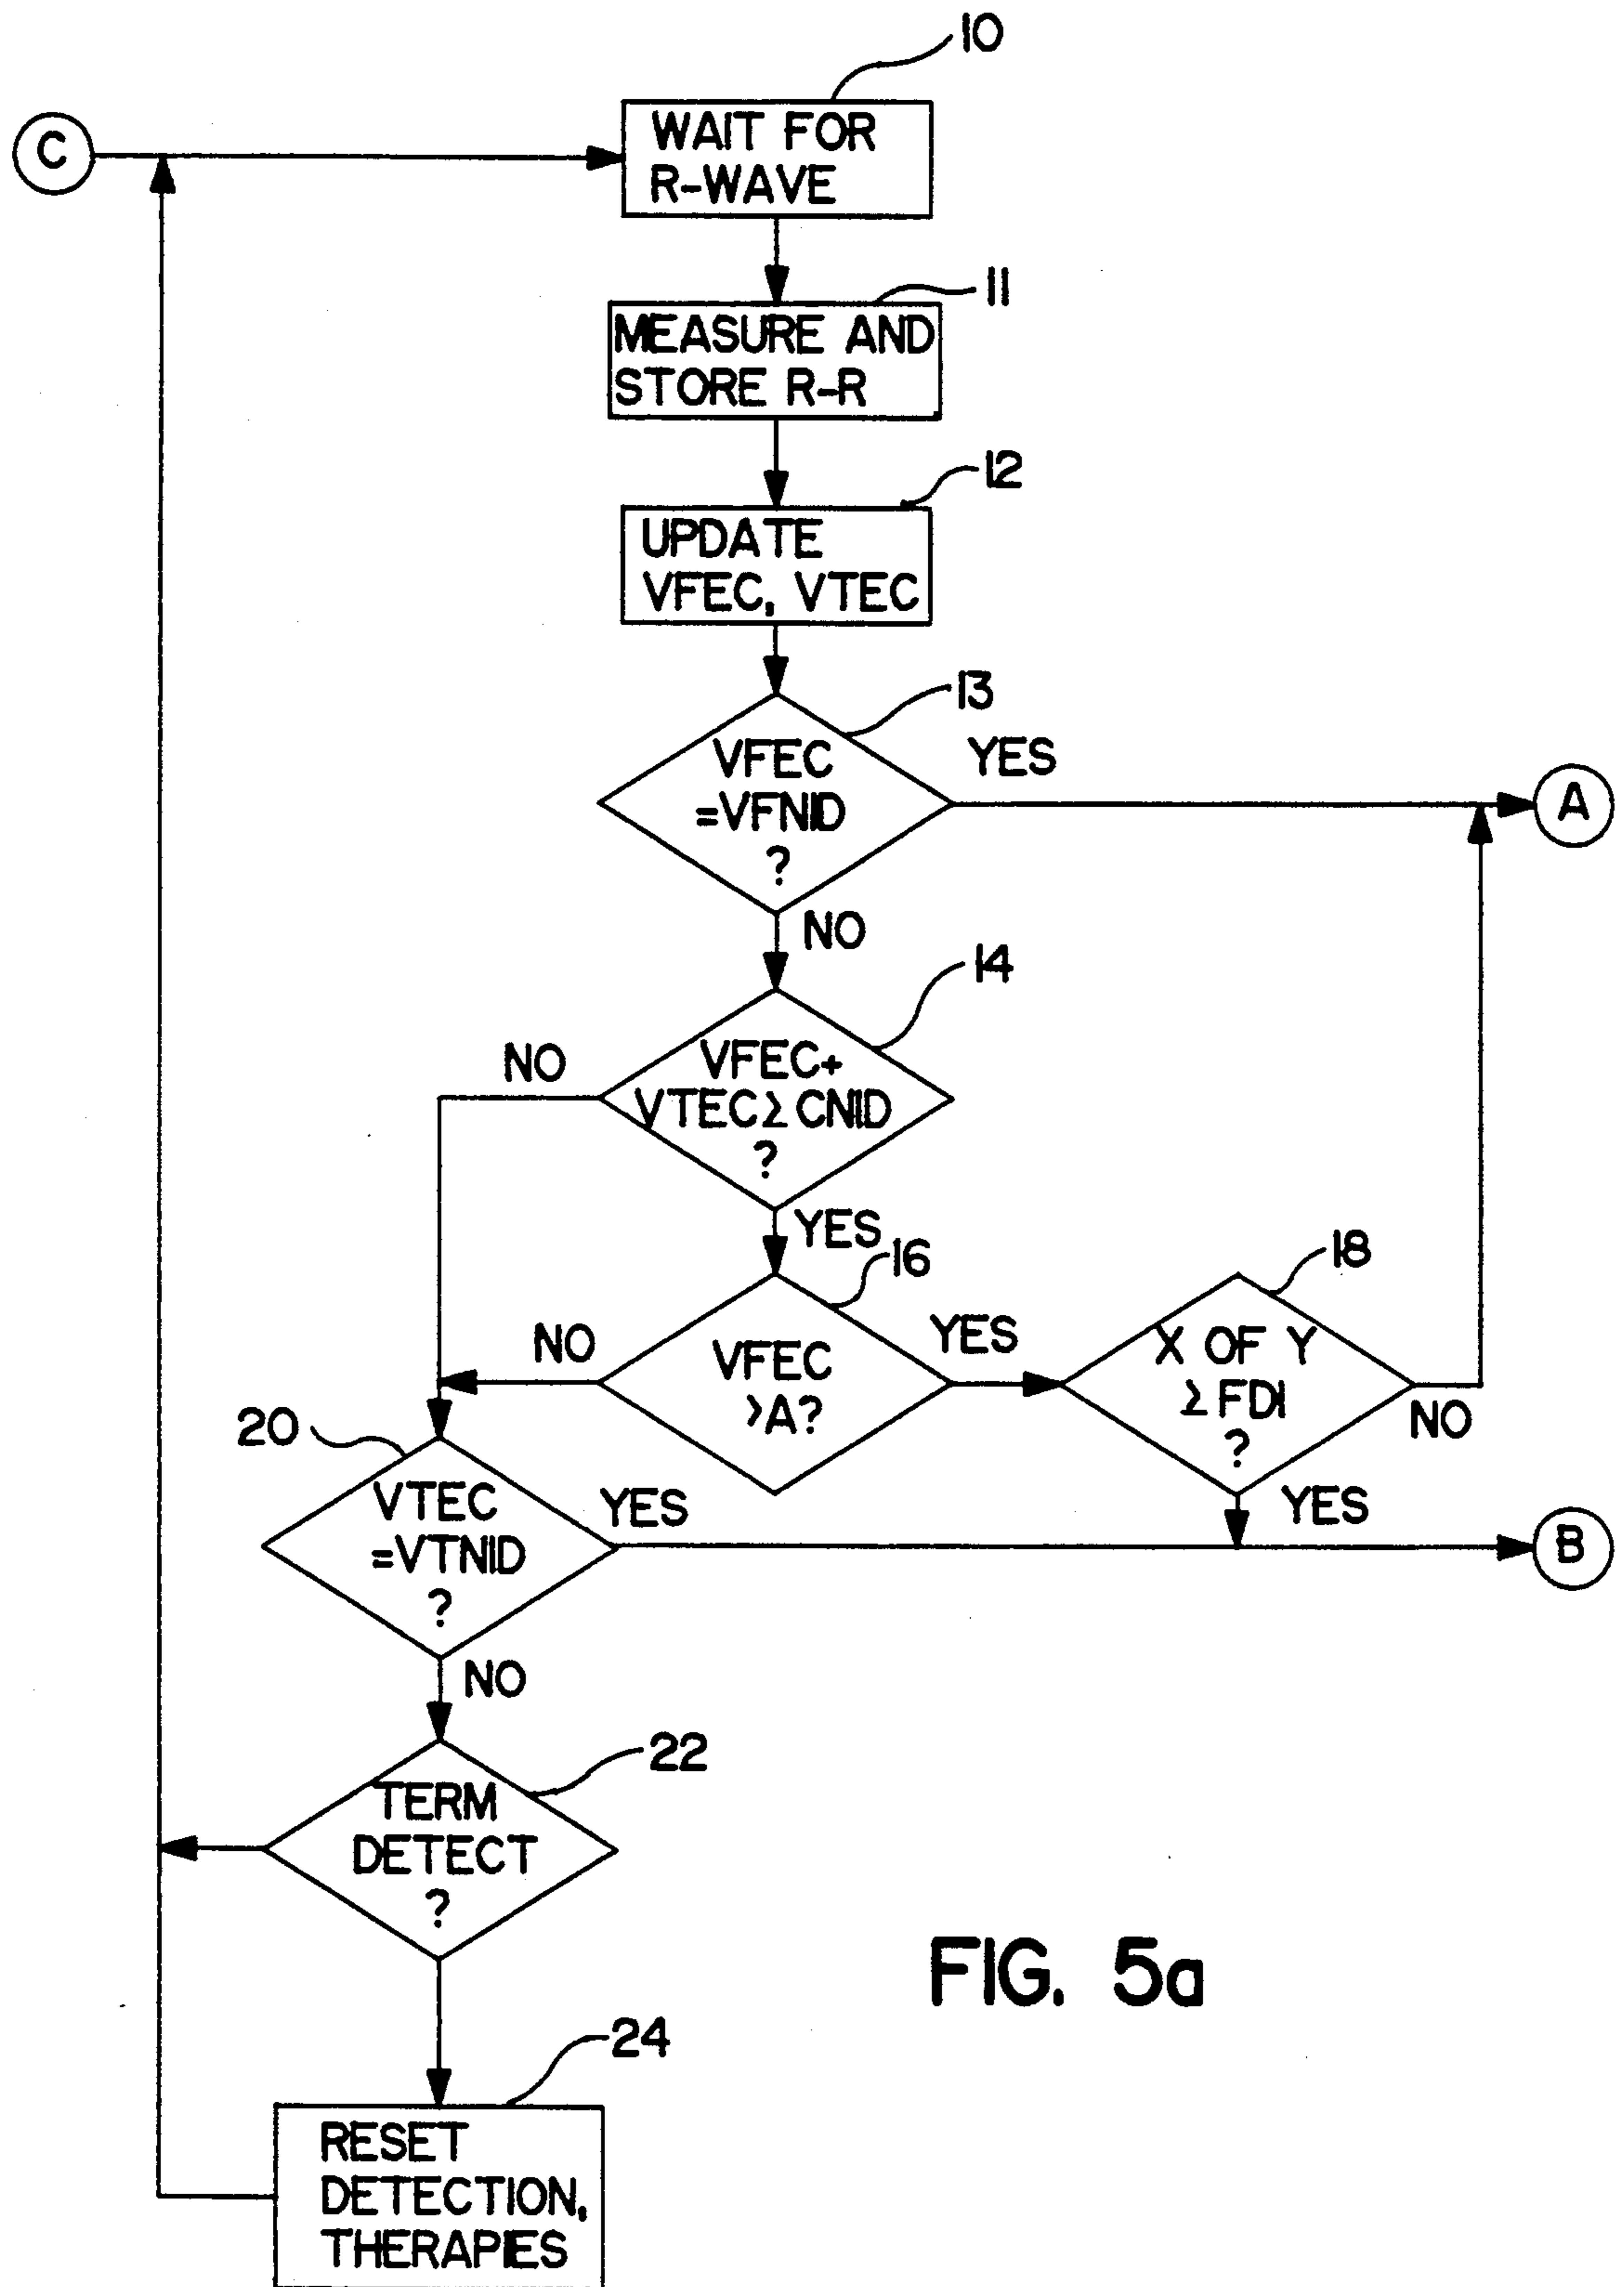 10
C
WAIT FOR
R-WAVE
11
MEASURE AND
STORE R-R
12
UPDATE
VFEC, VTEC
13
VFEC
=VFNID
?
YES
A
NO
14
VFEC+
VTEC Σ CNID
?
NO
YES
16
VFEC
>A?
NO
YES
18
X OF Y
Σ FDI
?
NO
YES
20
VTEC
=VTNID
?
YES
B
NO
22
TERM
DETECT
?
24
RESET
DETECTION,
THERAPIES
FIG. 5a